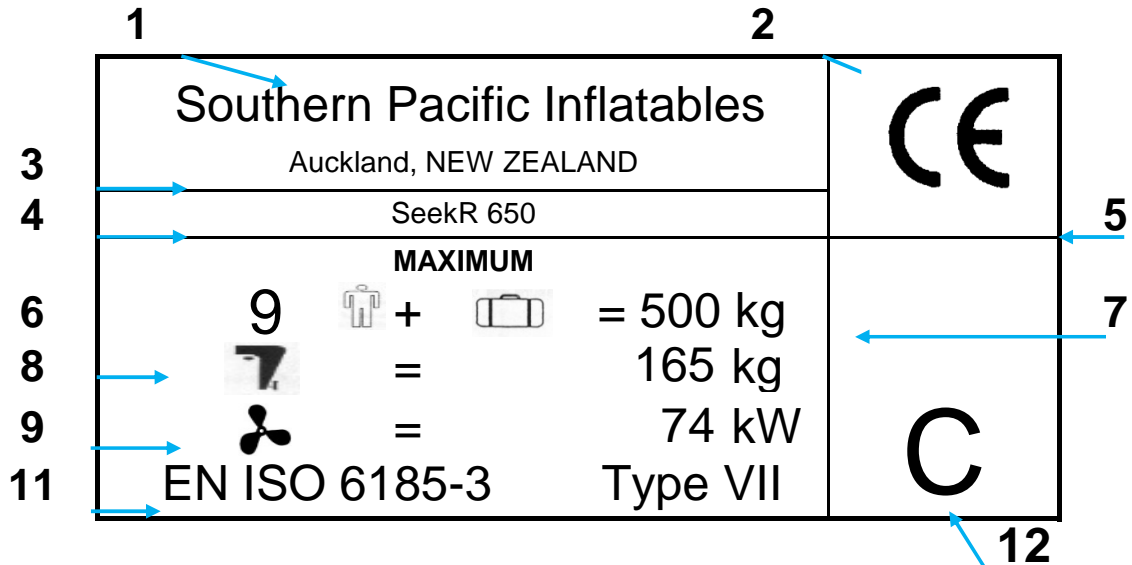 1 2
Southern Pacific Inflatables
CE
3 Auckland, NEW ZEALAND
4 SeekR 650 5
MAXIMUM
6 9 + = 500 kg 7
8 = 165 kg
9 = 74 kW
C
11 EN ISO 6185-3 Type VII
12